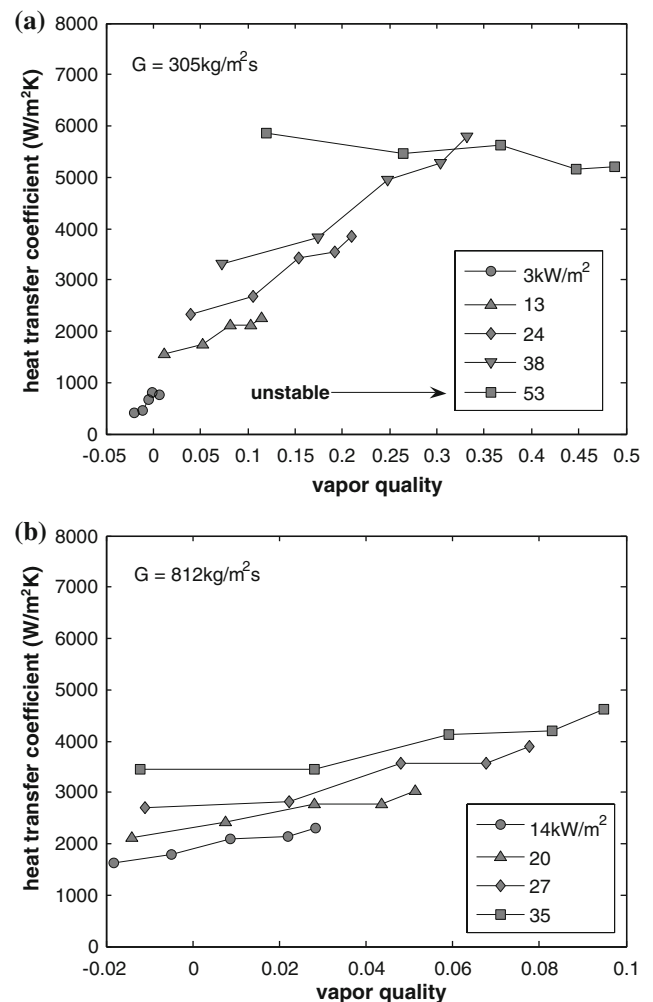 (a)
8000
7000
6000
5000
4000
3000
2000
1000
0
heat transfer coefficient (W/m²K)
G = 305kg/m²s
3kW/m²
13
24
38
53
unstable
-0.05 0 0.05 0.1 0.15 0.2 0.25 0.3 0.35 0.4 0.45 0.5
vapor quality
(b)
8000
7000
6000
5000
4000
3000
2000
1000
0
heat transfer coefficient (W/m²K)
G = 812kg/m²s
14kW/m²
20
27
35
-0.02 0 0.02 0.04 0.06 0.08 0.1
vapor quality